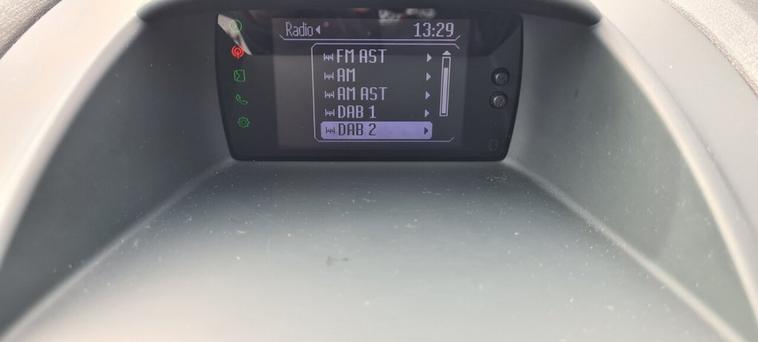 Radio 13:29
FM AST
AM
AM AST
DAB 1
DAB 2